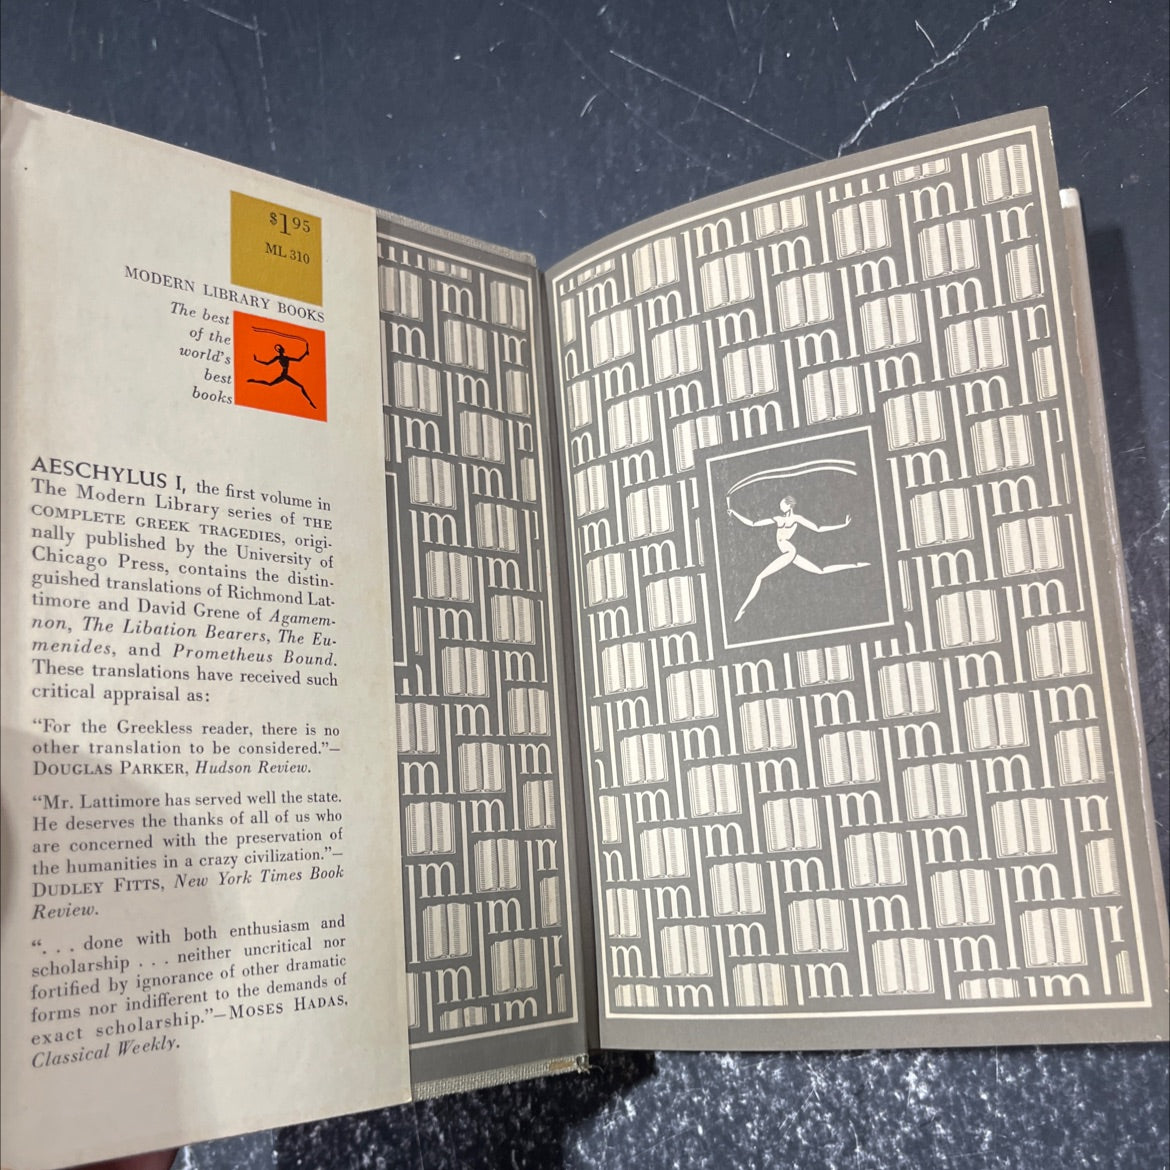 $1.95
ML 310
MODERN LIBRARY BOOKS
The best
of the
world's
best
books
AESCHYLUS I, the first volume in
The Modern Library series of THE
COMPLETE GREEK TRAGEDIES, origi-
nally published by the University of
Chicago Press, contains the distin-
guished translations of Richmond Lat-
timore and David Grene of Agamem-
non, The Libation Bearers, The Eu-
menides, and Prometheus Bound.
These translations have received such
critical appraisal as:
“For the Greekless reader, there is no
other translation to be considered.”—
DOUGLAS PARKER, Hudson Review.
“Mr. Lattimore has served well the state.
He deserves the thanks of all of us who
are concerned with the preservation of
the humanities in a crazy civilization.”—
DUDLEY FITTS, New York Times Book
Review.
“. . . done with both enthusiasm and
scholarship . . . neither uncritical nor
fortified by ignorance of other dramatic
forms nor indifferent to the demands of
exact scholarship.”—MOSES HADAS,
Classical Weekly.